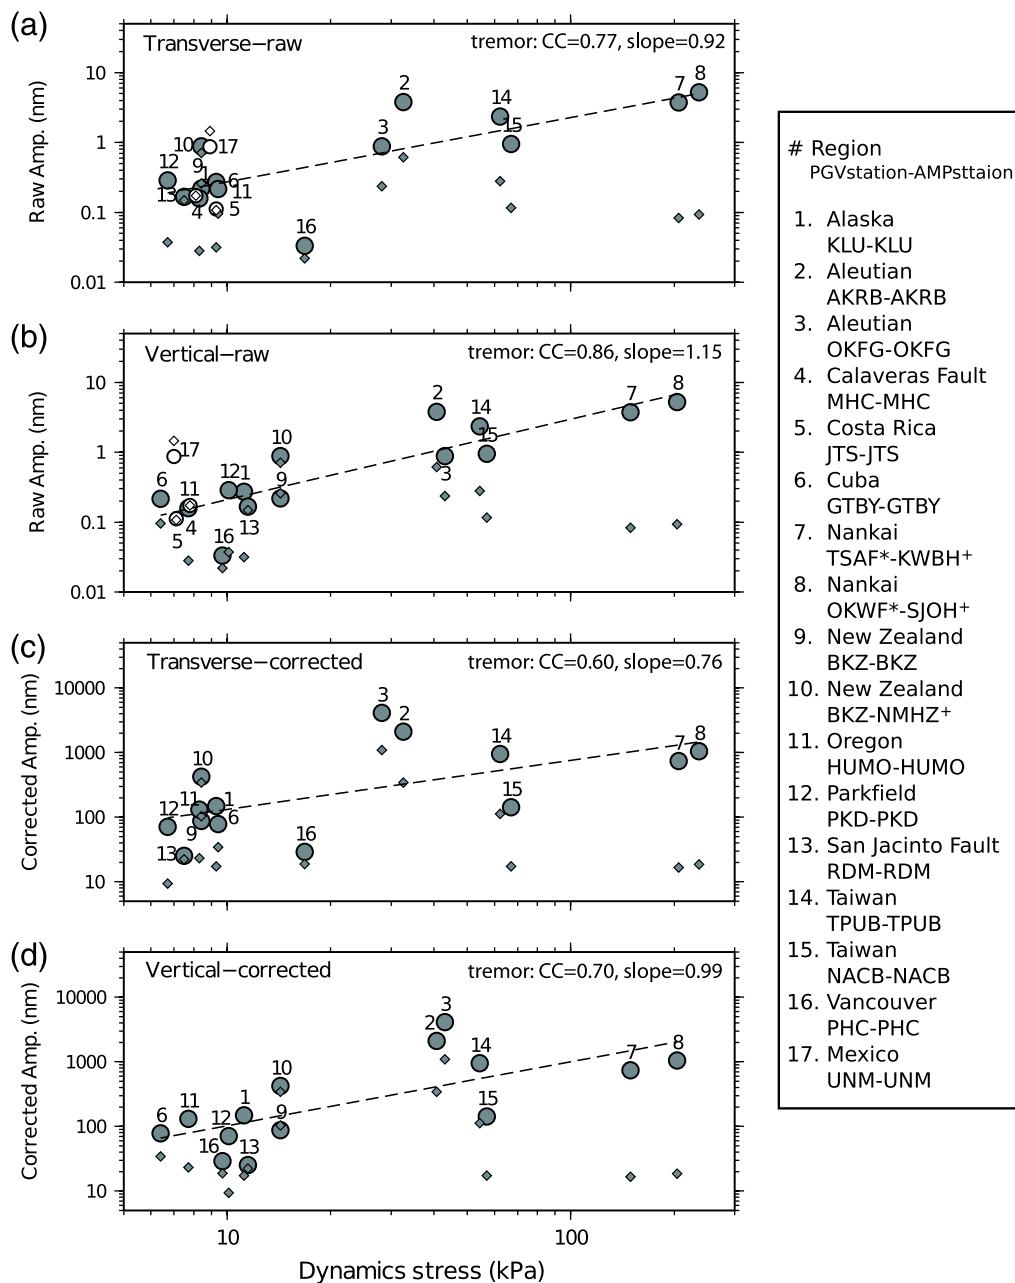 (a)
Transverse−raw
tremor: CC=0.77, slope=0.92
Raw Amp. (nm)
10
1
0.1
0.01
2
7
8
14
3
15
10
17
12
9
1
6
13
11
4
5
16
(b)
Vertical−raw
tremor: CC=0.86, slope=1.15
Raw Amp. (nm)
10
1
0.1
0.01
2
7
8
14
15
3
10
17
6
11
12
1
9
5
4
16
13
(c)
Transverse−corrected
tremor: CC=0.60, slope=0.76
Corrected Amp. (nm)
10000
1000
100
10
3
2
14
7
8
10
15
12
11
1
9
6
13
16
(d)
Vertical−corrected
tremor: CC=0.70, slope=0.99
Corrected Amp. (nm)
10000
1000
100
10
3
2
14
7
8
10
15
6
11
12
1
9
16
13
10
100
Dynamics stress (kPa)
# Region
PGVstation-AMPsttaion
1. Alaska
KLU-KLU
2. Aleutian
AKRB-AKRB
3. Aleutian
OKFG-OKFG
4. Calaveras Fault
MHC-MHC
5. Costa Rica
JTS-JTS
6. Cuba
GTBY-GTBY
7. Nankai
TSAF*-KWBH⁺
8. Nankai
OKWF*-SJOH⁺
9. New Zealand
BKZ-BKZ
10. New Zealand
BKZ-NMHZ⁺
11. Oregon
HUMO-HUMO
12. Parkfield
PKD-PKD
13. San Jacinto Fault
RDM-RDM
14. Taiwan
TPUB-TPUB
15. Taiwan
NACB-NACB
16. Vancouver
PHC-PHC
17. Mexico
UNM-UNM